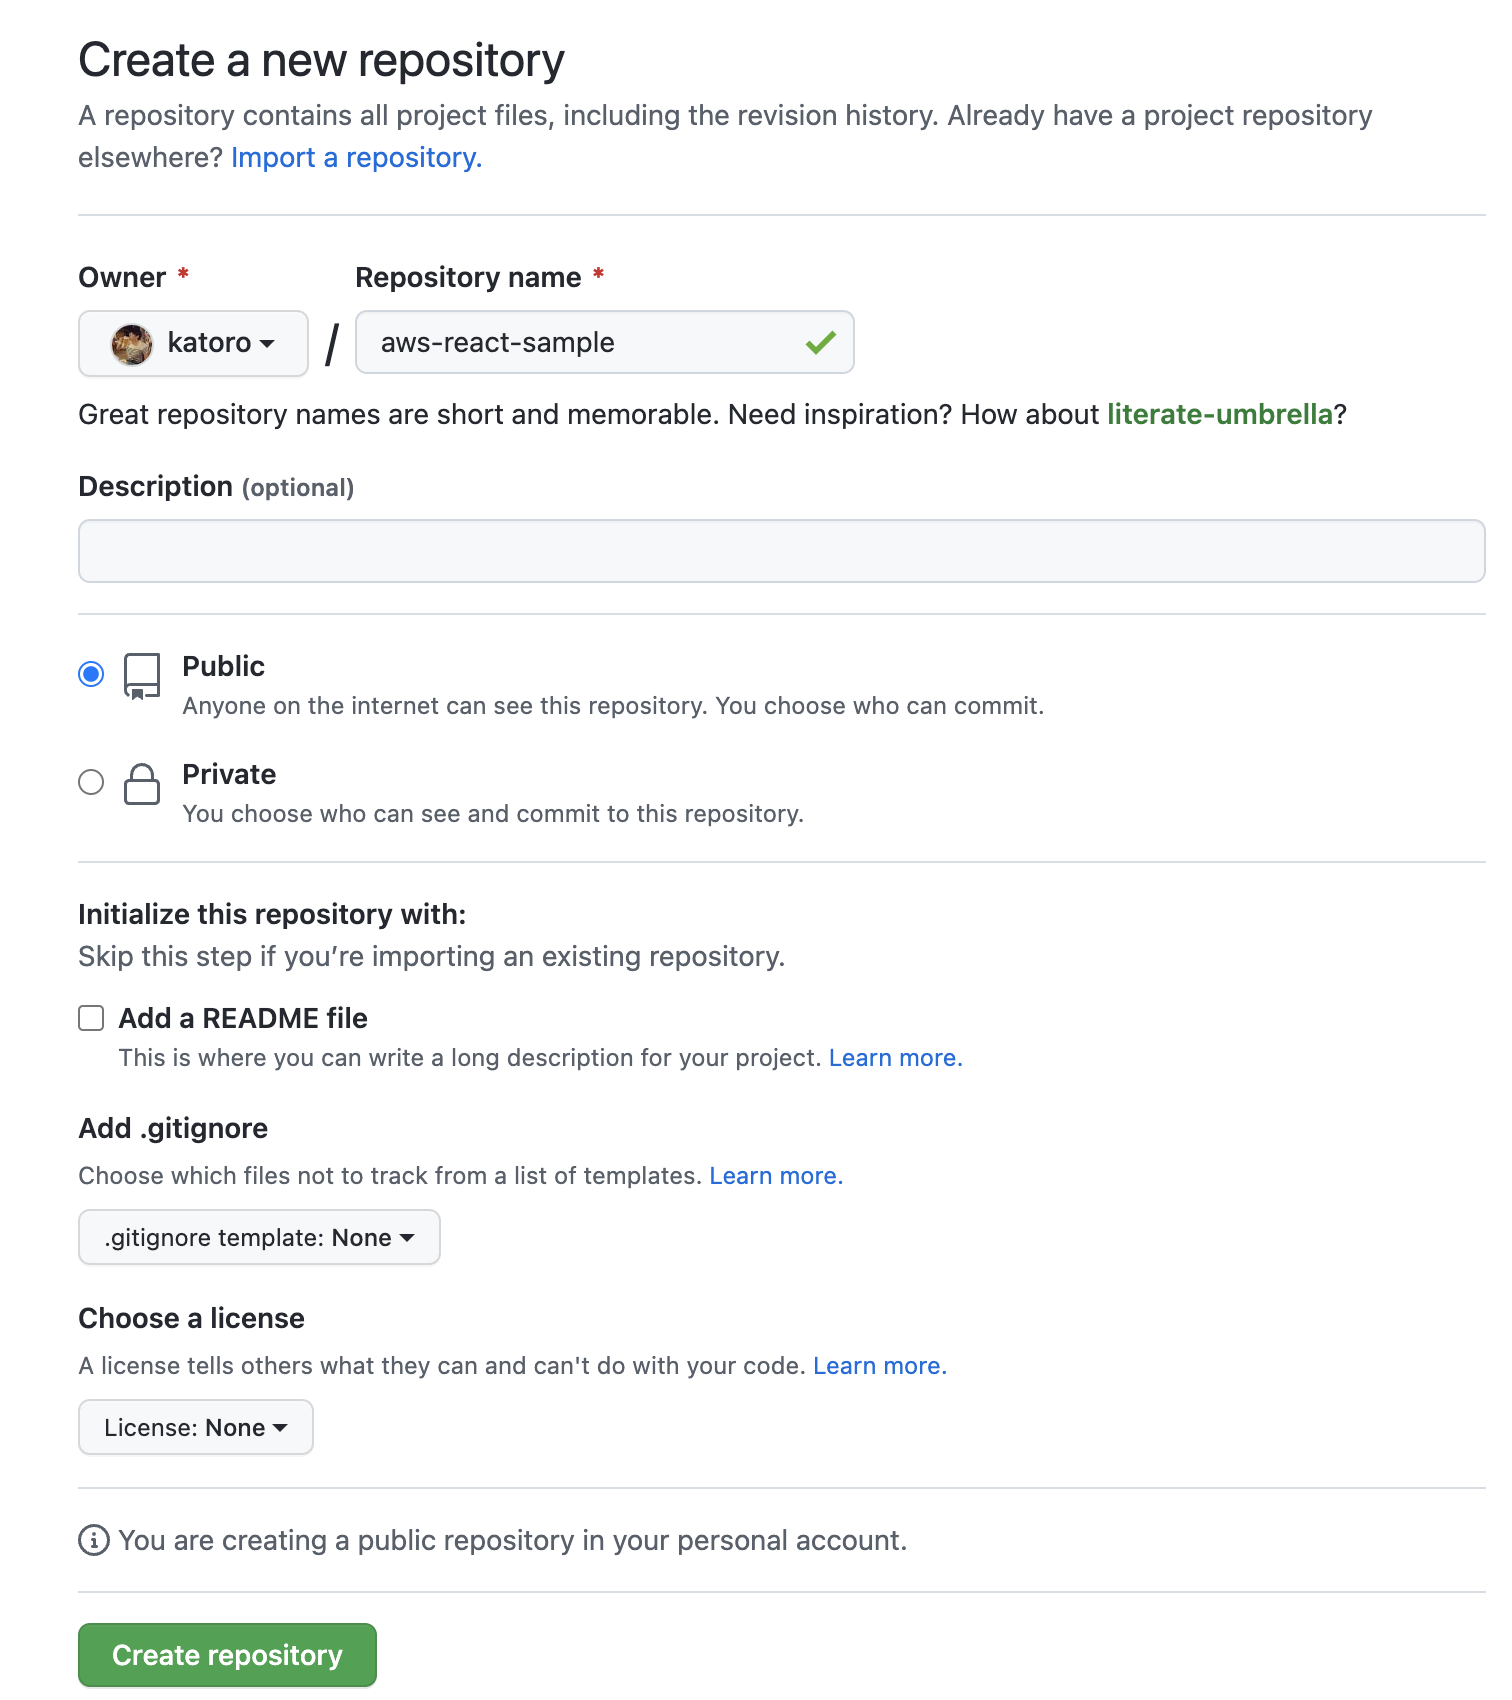 Create a new repository
A repository contains all project files, including the revision history. Already have a project repository
elsewhere? Import a repository.
Owner * Repository name *
katoro / aws-react-sample
Great repository names are short and memorable. Need inspiration? How about literate-umbrella?
Description (optional)
Public
Anyone on the internet can see this repository. You choose who can commit.
Private
You choose who can see and commit to this repository.
Initialize this repository with:
Skip this step if you’re importing an existing repository.
Add a README file
This is where you can write a long description for your project. Learn more.
Add .gitignore
Choose which files not to track from a list of templates. Learn more.
.gitignore template: None
Choose a license
A license tells others what they can and can't do with your code. Learn more.
License: None
You are creating a public repository in your personal account.
Create repository